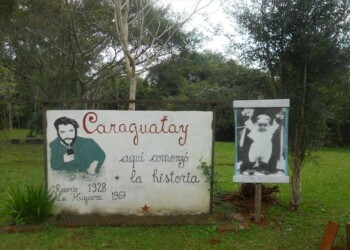 Caraguatay
aquí comenzó
la historia
Rosario 1928
La Higuera 1967